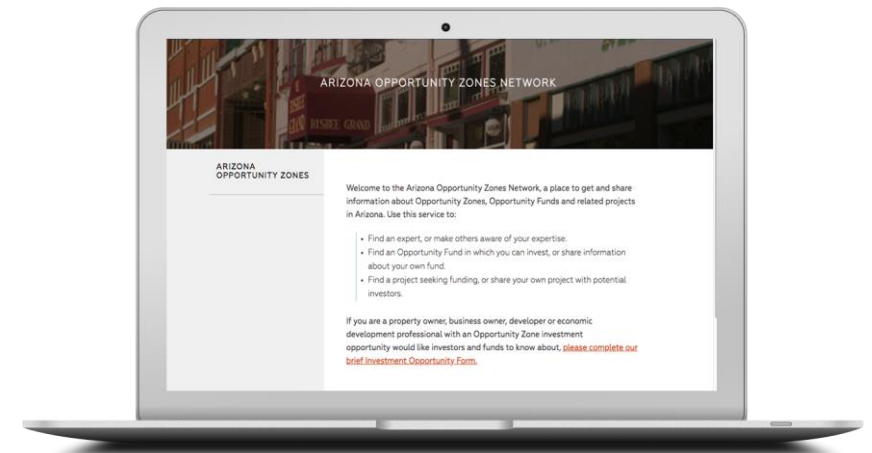 ARIZONA OPPORTUNITY ZONES NETWORK
BISBEE
GRAND
BISBEE GRAND
ARIZONA
OPPORTUNITY ZONES
Welcome to the Arizona Opportunity Zones Network, a place to get and share
information about Opportunity Zones, Opportunity Funds and related projects
in Arizona. Use this service to:
• Find an expert, or make others aware of your expertise.
• Find an Opportunity Fund in which you can invest, or share information
about your own fund.
• Find a project seeking funding, or share your own project with potential
investors.
If you are a property owner, business owner, developer or economic
development professional with an Opportunity Zone investment
opportunity would like investors and funds to know about, please complete our
brief Investment Opportunity Form.